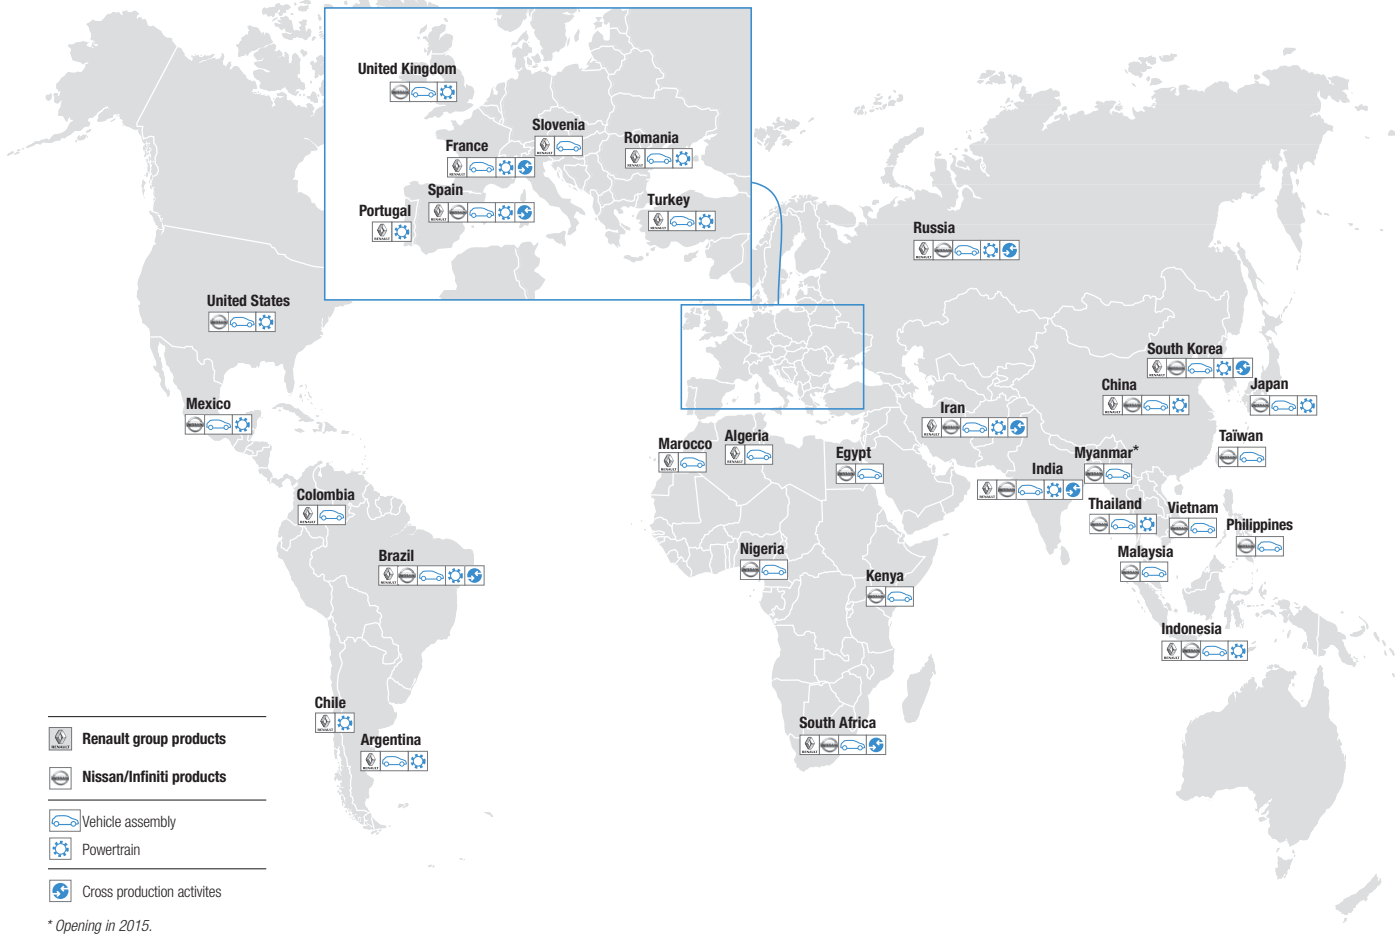 United Kingdom
Slovenia
Romania
France
Spain
Portugal
Turkey
Russia
United States
South Korea
China
Japan
Mexico
Iran
Marocco
Algeria
Egypt
Taïwan
Myanmar*
India
Colombia
Thailand
Vietnam
Philippines
Brazil
Nigeria
Malaysia
Kenya
Indonesia
Chile
South Africa
Argentina
Renault group products
Nissan/Infiniti products
Vehicle assembly
Powertrain
Cross production activites
* Opening in 2015.